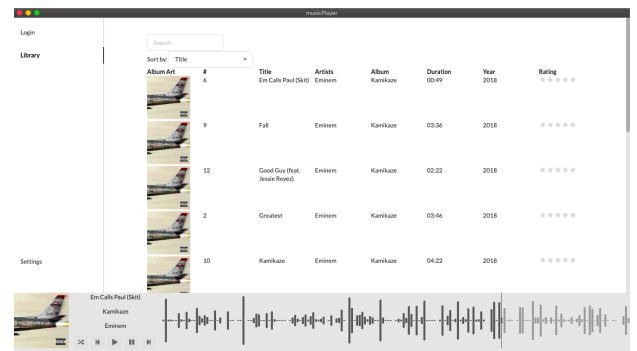 musicPlayer
Login
Library
Settings
Search
Sort by: Title
Album Art # Title Artists Album Duration Year Rating
6 Em Calls Paul (Skit) Eminem Kamikaze 00:49 2018
9 Fall Eminem Kamikaze 03:36 2018
12 Good Guy (feat. Eminem Kamikaze 02:22 2018
Jessie Reyez)
2 Greatest Eminem Kamikaze 03:46 2018
10 Kamikaze Eminem Kamikaze 04:22 2018
Em Calls Paul (Skit)
Kamikaze
Eminem